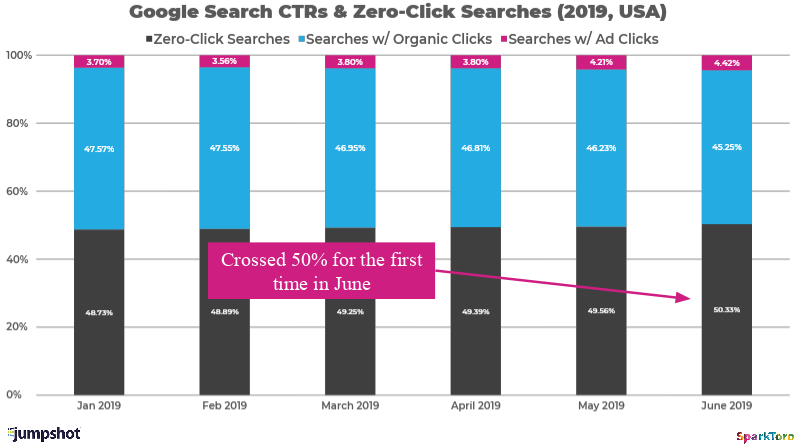 Google Search CTRs & Zero-Click Searches (2019, USA)
Zero-Click Searches Searches w/ Organic Clicks Searches w/ Ad Clicks
100%
80%
60%
40%
20%
0%
3.70% 3.56% 3.80% 3.80% 4.21% 4.42%
47.57% 47.55% 46.95% 46.81% 46.23% 45.25%
Crossed 50% for the first
time in June
48.73% 48.89% 49.25% 49.39% 49.56% 50.33%
Jan 2019 Feb 2019 March 2019 April 2019 May 2019 June 2019
jumpshot
SparkToro